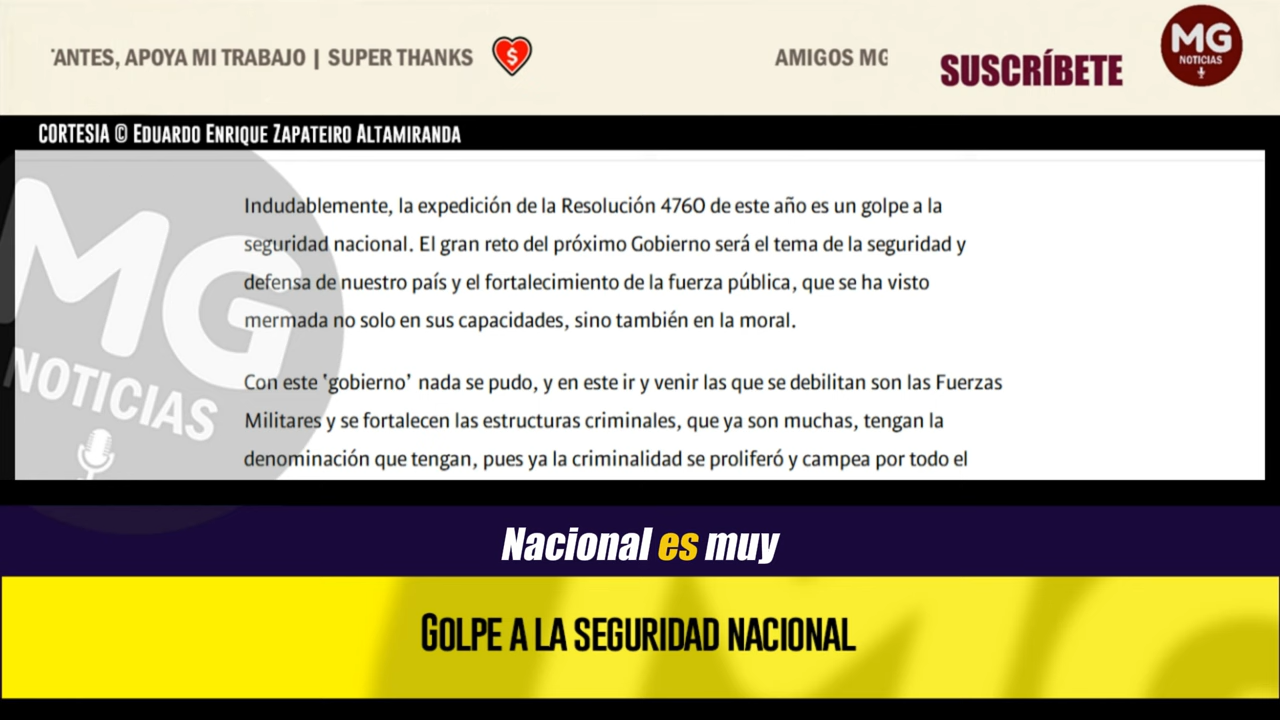 'ANTES, APOYA MI TRABAJO | SUPER THANKS
AMIGOS MG
SUSCRÍBETE
MG
NOTICIAS
CORTESIA © EDUARDO ENRIQUE ZAPATEIRO ALTAMIRANDA
Indudablemente, la expedición de la Resolución 4760 de este año es un golpe a la
seguridad nacional. El gran reto del próximo Gobierno será el tema de la seguridad y
defensa de nuestro país y el fortalecimiento de la fuerza pública, que se ha visto
mermada no solo en sus capacidades, sino también en la moral.
Con este 'gobierno' nada se pudo, y en este ir y venir las que se debilitan son las Fuerzas
Militares y se fortalecen las estructuras criminales, que ya son muchas, tengan la
denominación que tengan, pues ya la criminalidad se proliferó y campea por todo el
MG
NOTICIAS
Nacional es muy
GOLPE A LA SEGURIDAD NACIONAL